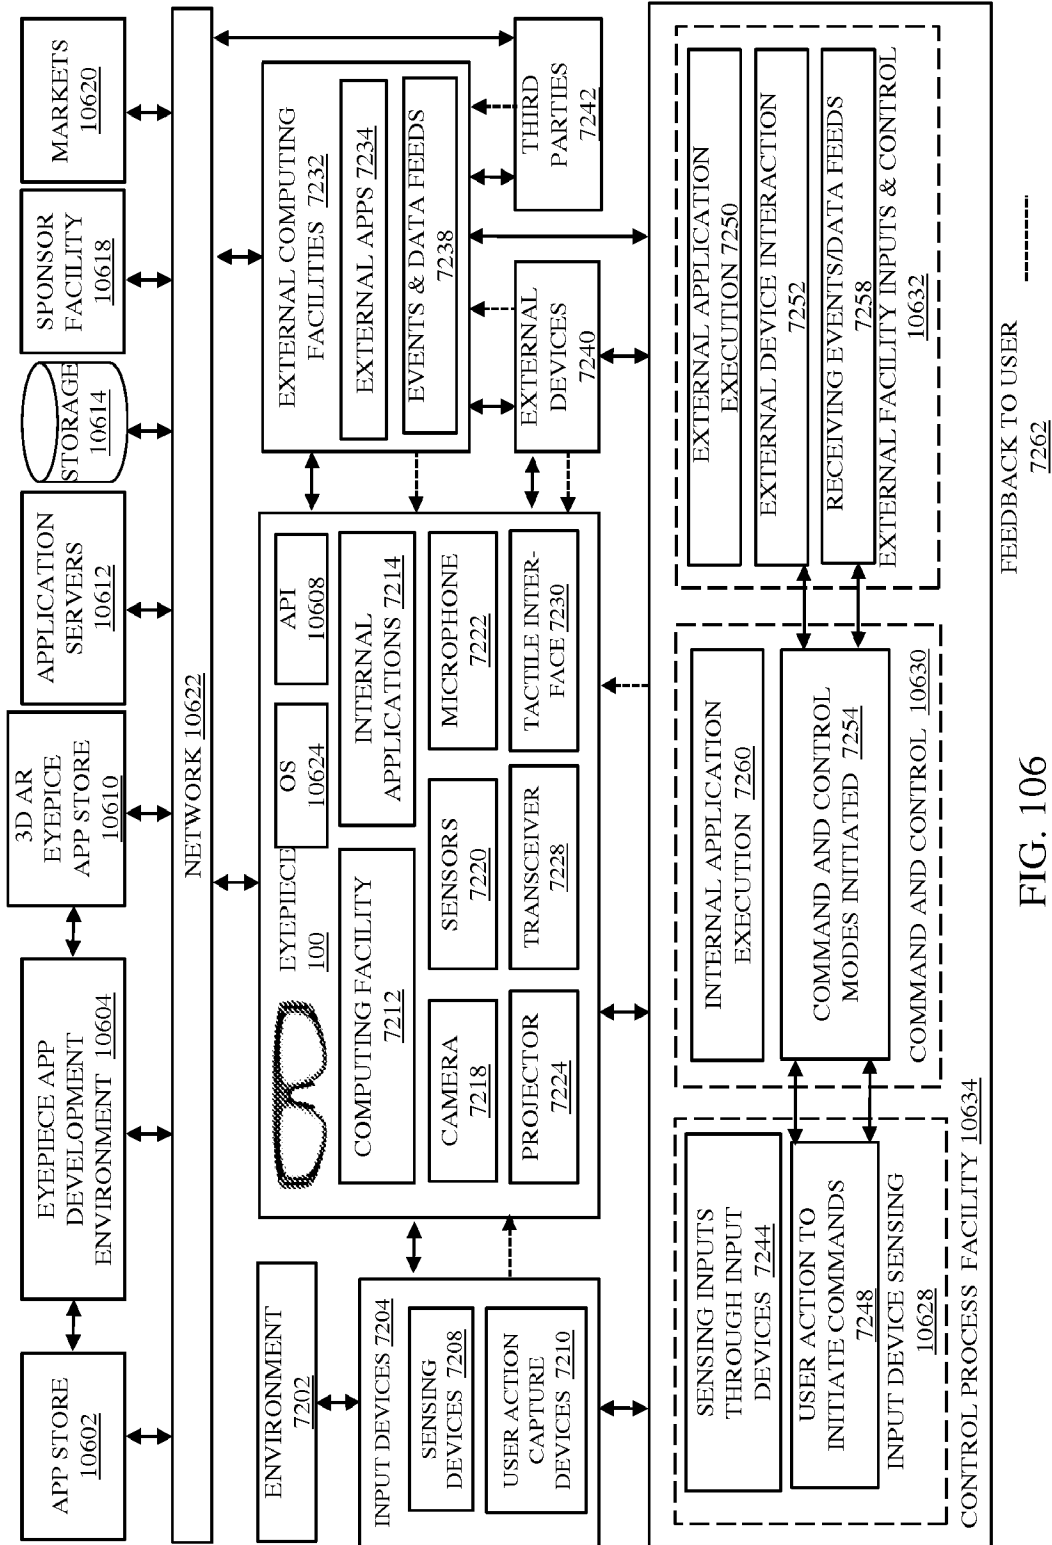 APP STORE
10602
EYEPIECE APP
DEVELOPMENT
ENVIRONMENT 10604
3D AR
EYEPICE
APP STORE
10610
APPLICATION
SERVERS
10612
STORAGE
10614
SPONSOR
FACILITY
10618
MARKETS
10620
NETWORK 10622
ENVIRONMENT
7202
INPUT DEVICES 7204
SENSING
DEVICES 7208
USER ACTION
CAPTURE
DEVICES 7210
EYEPIECE
100
OS
10624
API
10608
COMPUTING FACILITY
7212
INTERNAL
APPLICATIONS 7214
CAMERA
7218
SENSORS
7220
MICROPHONE
7222
PROJECTOR
7224
TRANSCEIVER
7228
TACTILE INTER-
FACE 7230
EXTERNAL COMPUTING
FACILITIES 7232
EXTERNAL APPS 7234
EVENTS & DATA FEEDS
7238
EXTERNAL
DEVICES
7240
THIRD
PARTIES
7242
SENSING INPUTS
THROUGH INPUT
DEVICES 7244
USER ACTION TO
INITIATE COMMANDS
7248
INPUT DEVICE SENSING
10628
INTERNAL APPLICATION
EXECUTION 7260
COMMAND AND CONTROL
MODES INITIATED 7254
COMMAND AND CONTROL 10630
EXTERNAL APPLICATION
EXECUTION 7250
EXTERNAL DEVICE INTERACTION
7252
RECEIVING EVENTS/DATA FEEDS
7258
EXTERNAL FACILITY INPUTS & CONTROL
10632
CONTROL PROCESS FACILITY 10634
FEEDBACK TO USER
7262
FIG. 106